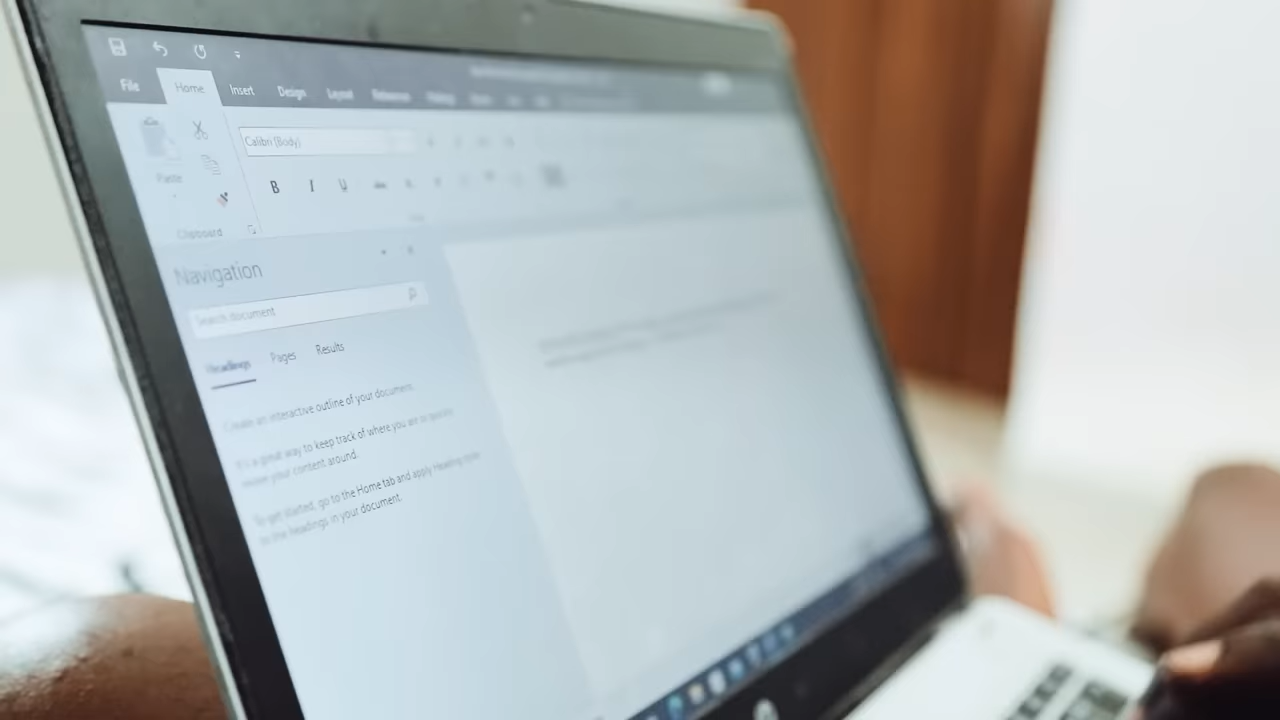 File Home Insert Design Layout References
Calibri (Body)
Paste
B I U
Clipboard
Navigation
Search document
Headings Pages Results
Create an interactive outline of your document.
It's a great way to keep track of where you are or quickly
move your content around.
To get started, go to the Home tab and apply Heading styles
to the headings in your document.